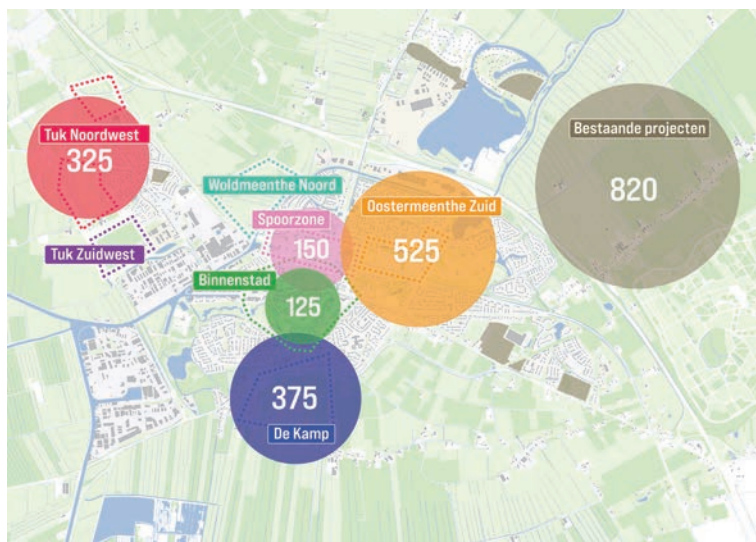 Tuk Noordwest
325
Bestaande projecten
820
Woldmeenthe Noord
Oostermeenthe Zuid
525
Spoorzone
150
Tuk Zuidwest
Binnenstad
125
375
De Kamp